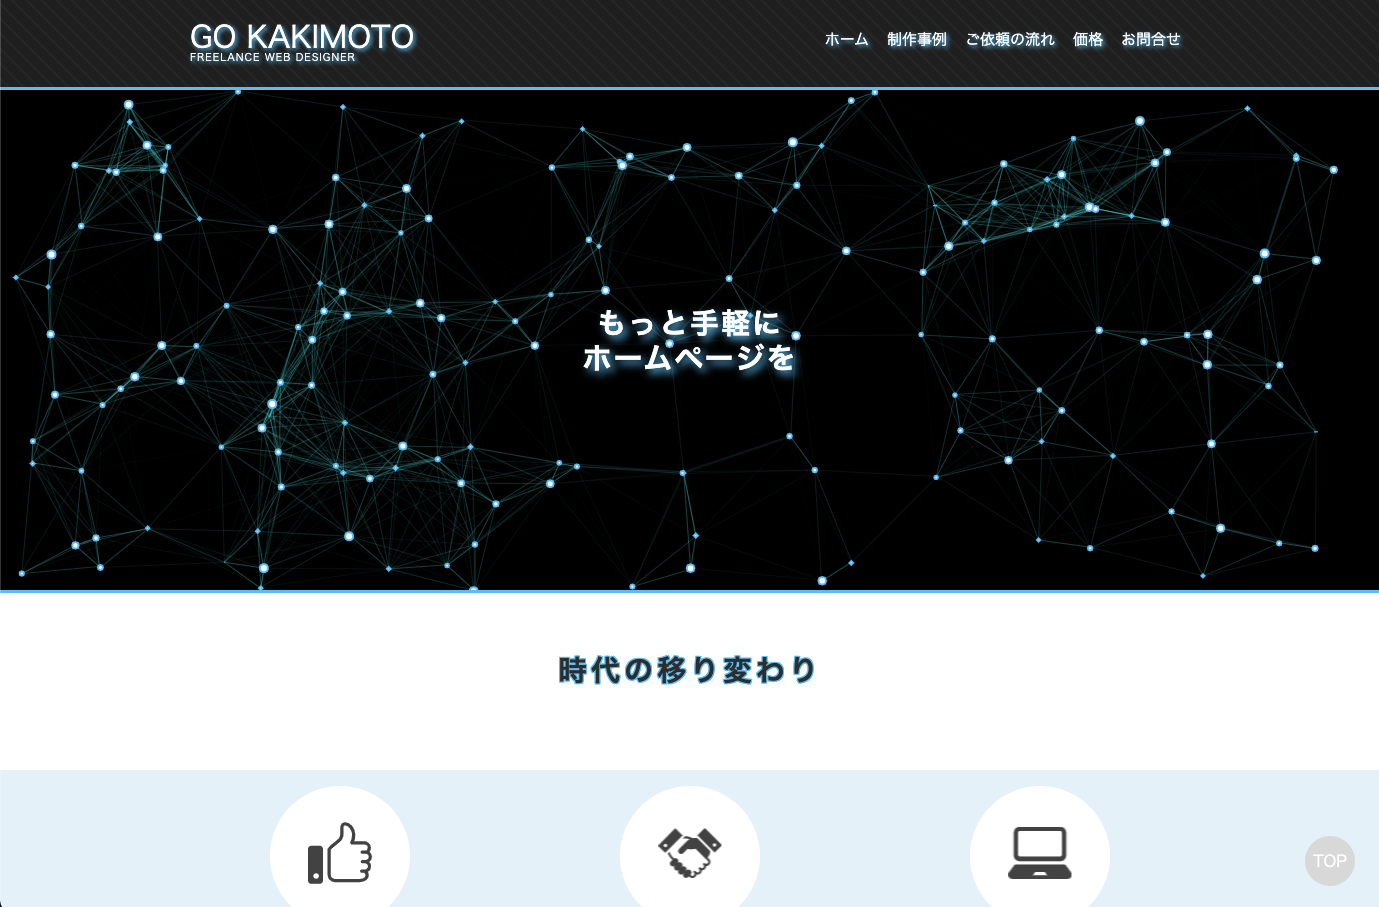 GO KAKIMOTO
FREELANCE WEB DESIGNER
ホーム 制作事例 ご依頼の流れ 価格 お問合せ
もっと手軽に
ホームページを
時代の移り変わり
TOP